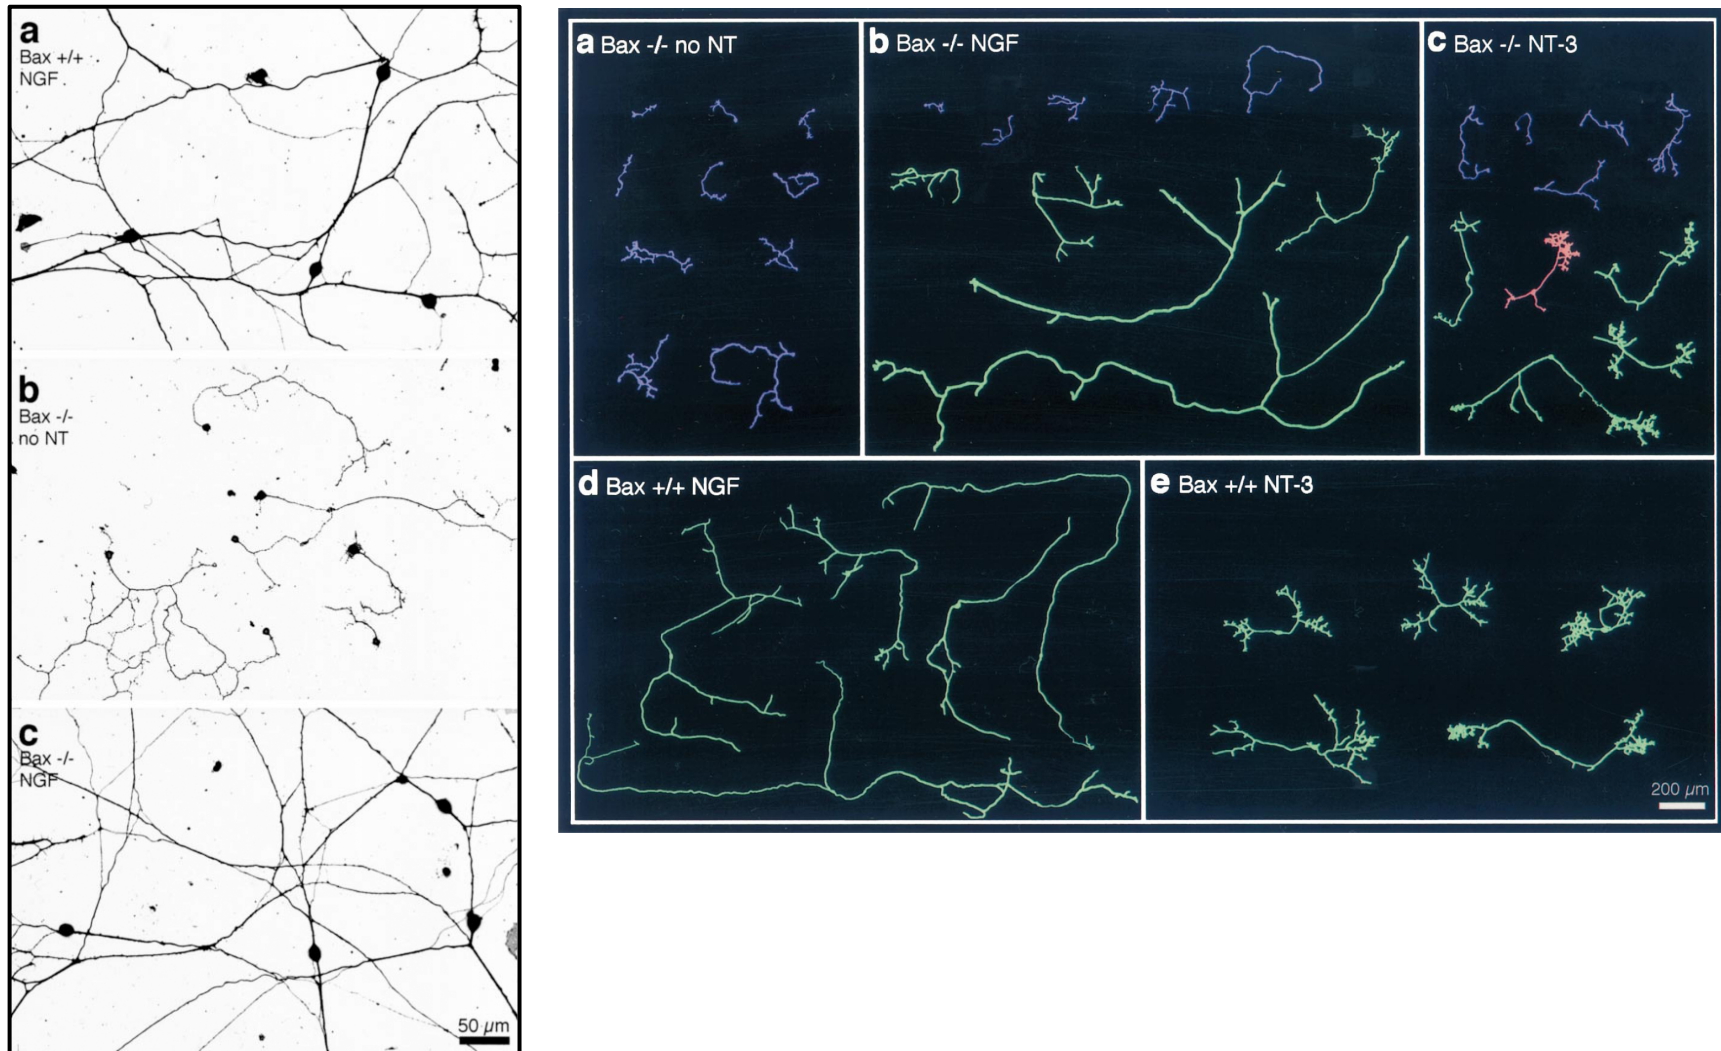 a
Bax +/+
NGF
b
Bax -/-
no NT
c
Bax -/-
NGF
50 µm
a Bax -/- no NT
b Bax -/- NGF
c Bax -/- NT-3
d Bax +/+ NGF
e Bax +/+ NT-3
200 µm